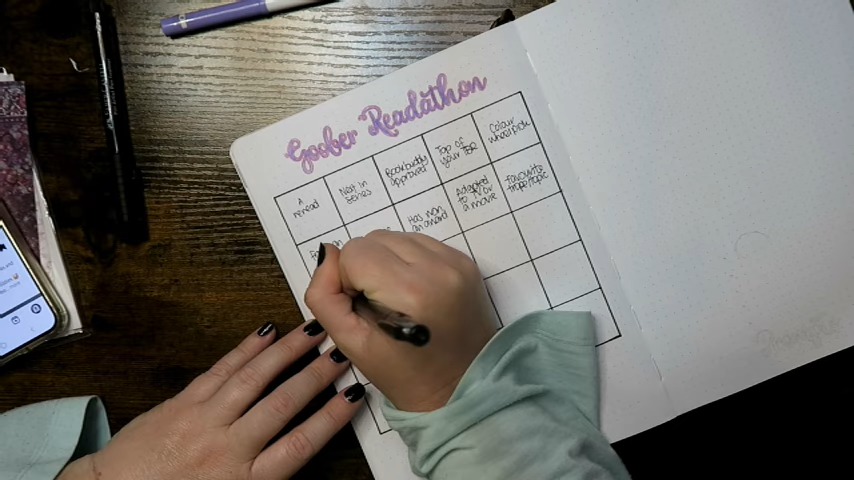 Goober Readathon
A
reread
Next in
series
Bookbuddy
approved
Top of
your TBR
Colour
wheel pick
Has won
an award
Adapted
to TV or
a movie
Favourite
trope/topic